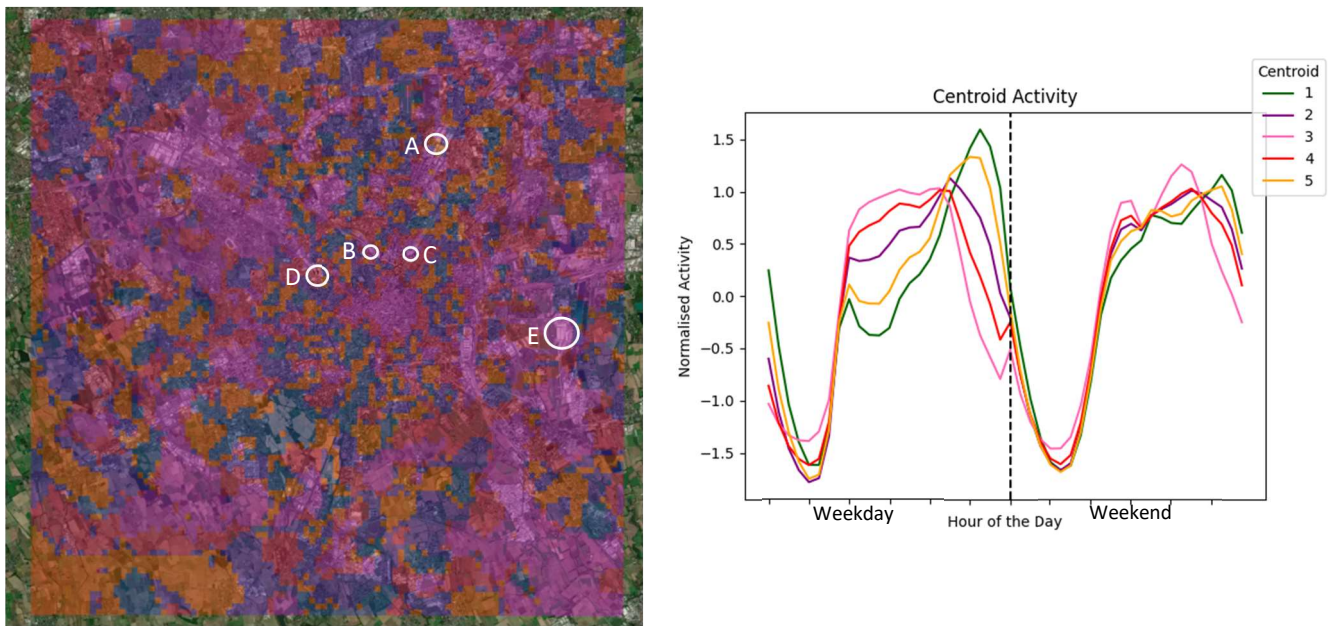 A
B
C
D
E
Centroid Activity
Centroid
1
2
3
4
5
Normalised Activity
1.5
1.0
0.5
0.0
−0.5
−1.0
−1.5
Weekday
Hour of the Day
Weekend